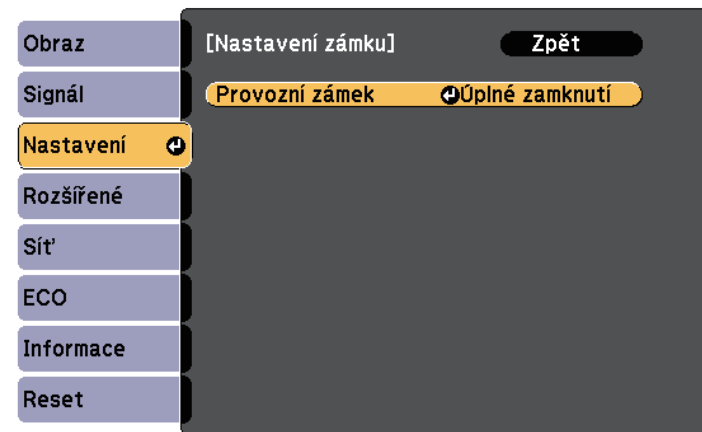 Obraz
Signál
Nastavení
Rozšířené
Síť
ECO
Informace
Reset
[Nastavení zámku] Zpět
Provozní zámek Úplné zamknutí